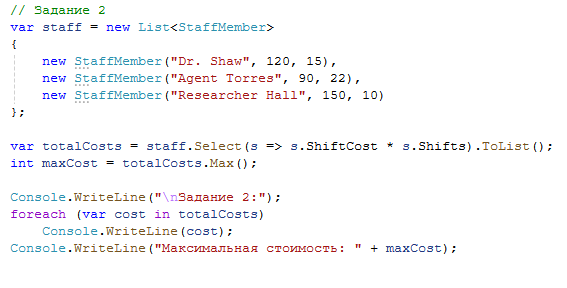 // Задание 2
var staff = new List<StaffMember>
{
    new StaffMember("Dr. Shaw", 120, 15),
    new StaffMember("Agent Torres", 90, 22),
    new StaffMember("Researcher Hall", 150, 10)
};

var totalCosts = staff.Select(s => s.ShiftCost * s.Shifts).ToList();
int maxCost = totalCosts.Max();

Console.WriteLine("\nЗадание 2:");
foreach (var cost in totalCosts)
    Console.WriteLine(cost);
Console.WriteLine("Максимальная стоимость: " + maxCost);